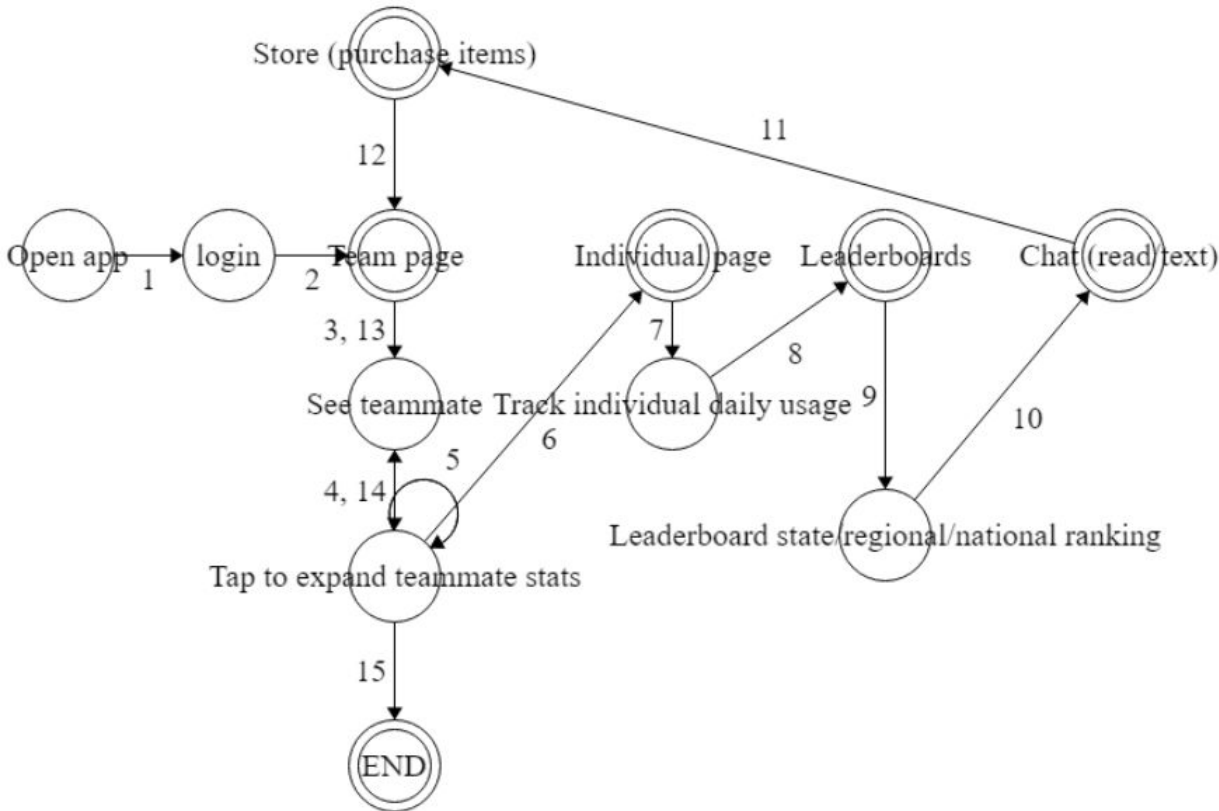 Store (purchase items)
11
12
Open app
1
login
2
Team page
Individual page
Leaderboards
Chat (read/text)
3, 13
7
8
See teammate
Track individual daily usage
9
6
10
5
4, 14
Leaderboard state/regional/national ranking
Tap to expand teammate stats
15
END